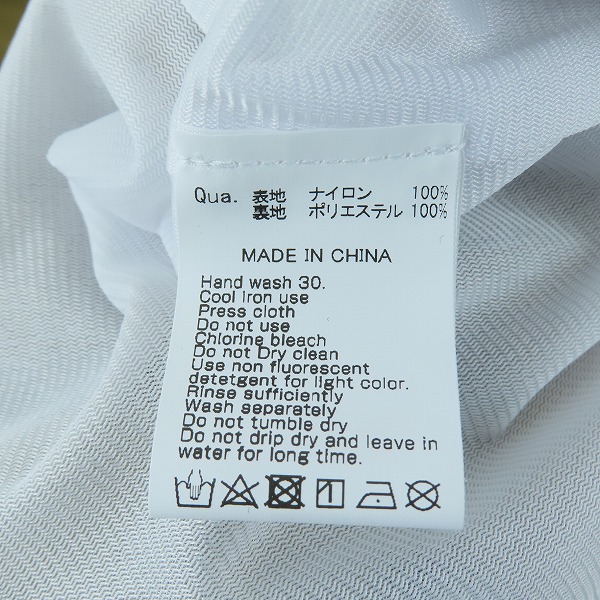 Qua. 表地 ナイロン 100%
裏地 ポリエステル 100%
MADE IN CHINA
Hand wash 30.
Cool Iron use
Press cloth
Do not use
Chlorine bleach
Do not Dry clean
Use non fluorescent
detetgent for light color.
Rinse sufficiently
Wash separately
Do not tumble dry
Do not drip dry and leave in
water for long time.